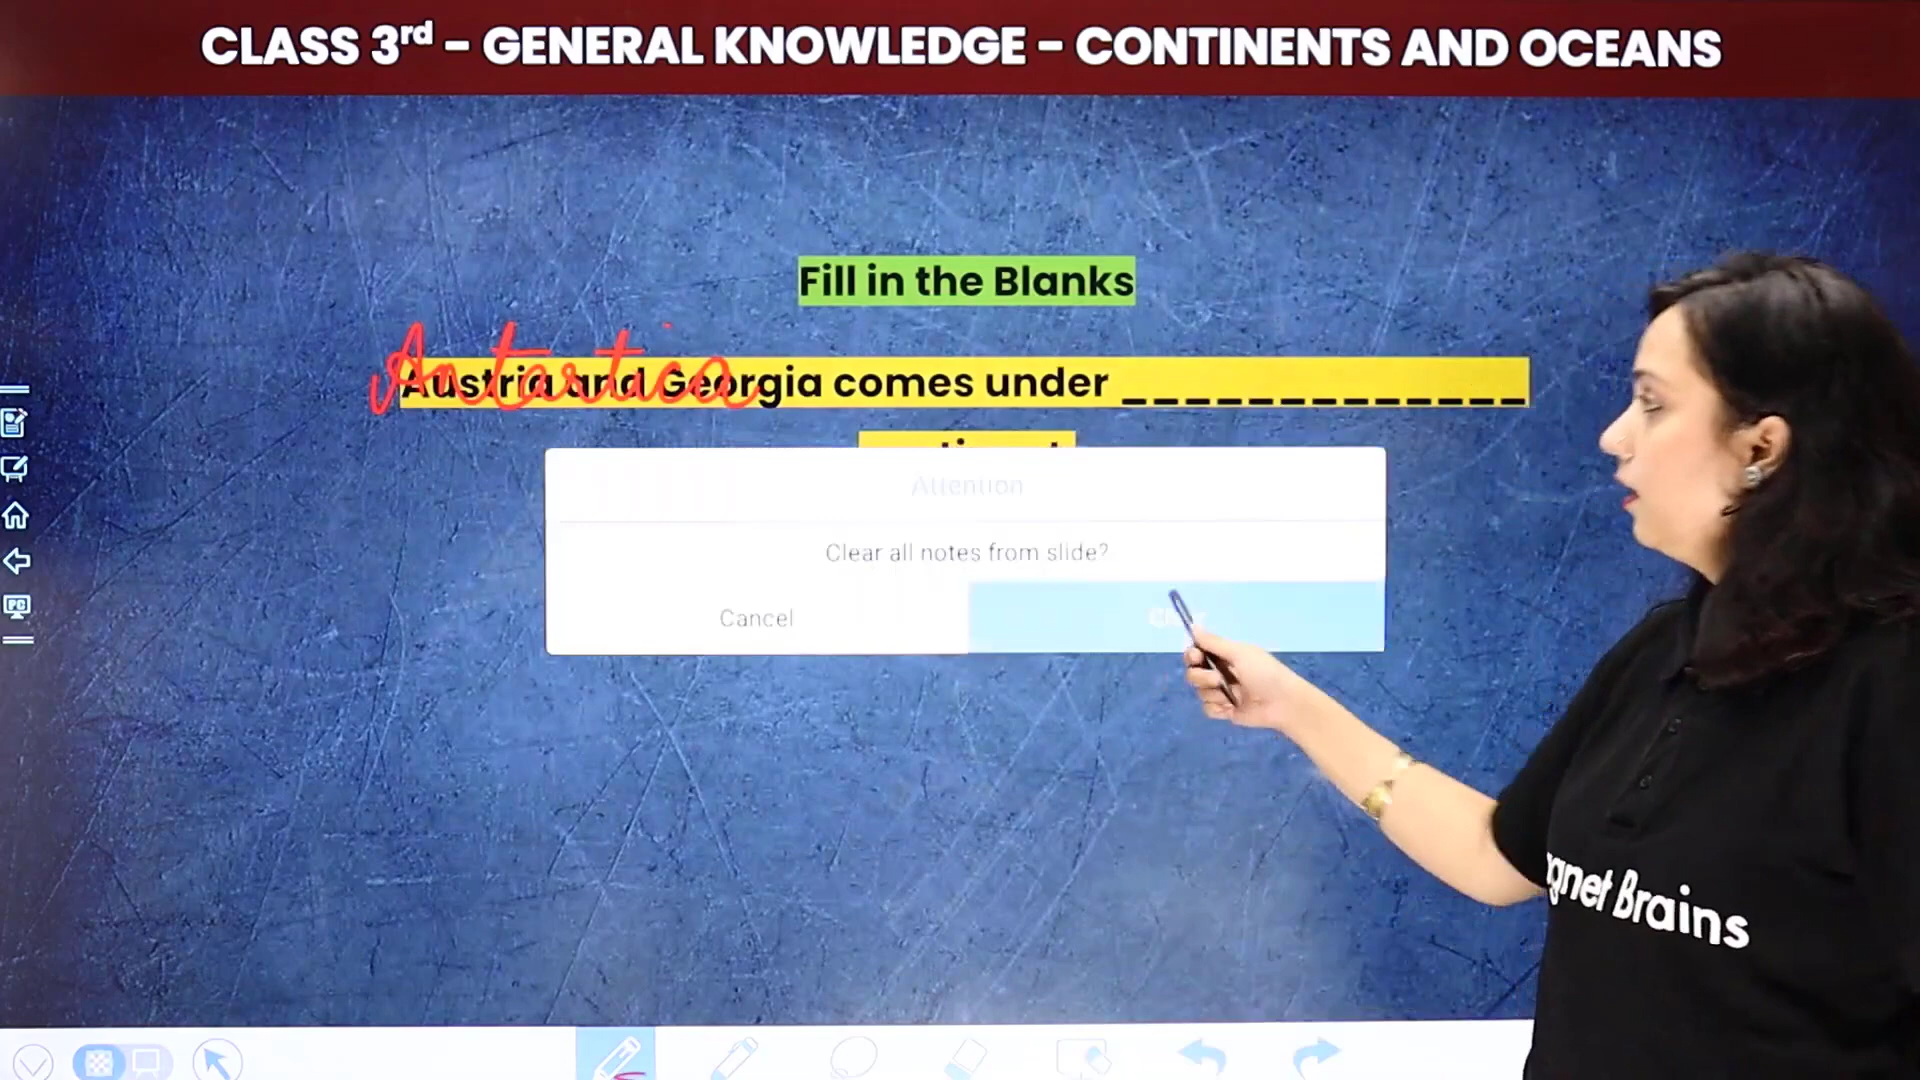 CLASS 3rd - GENERAL KNOWLEDGE - CONTINENTS AND OCEANS
Fill in the Blanks
Antartica
Austria and Georgia comes under _ _ _ _ _ _ _ _ _ _ _ _ _
Attention
Clear all notes from slide?
Cancel
PC
gnet Brains